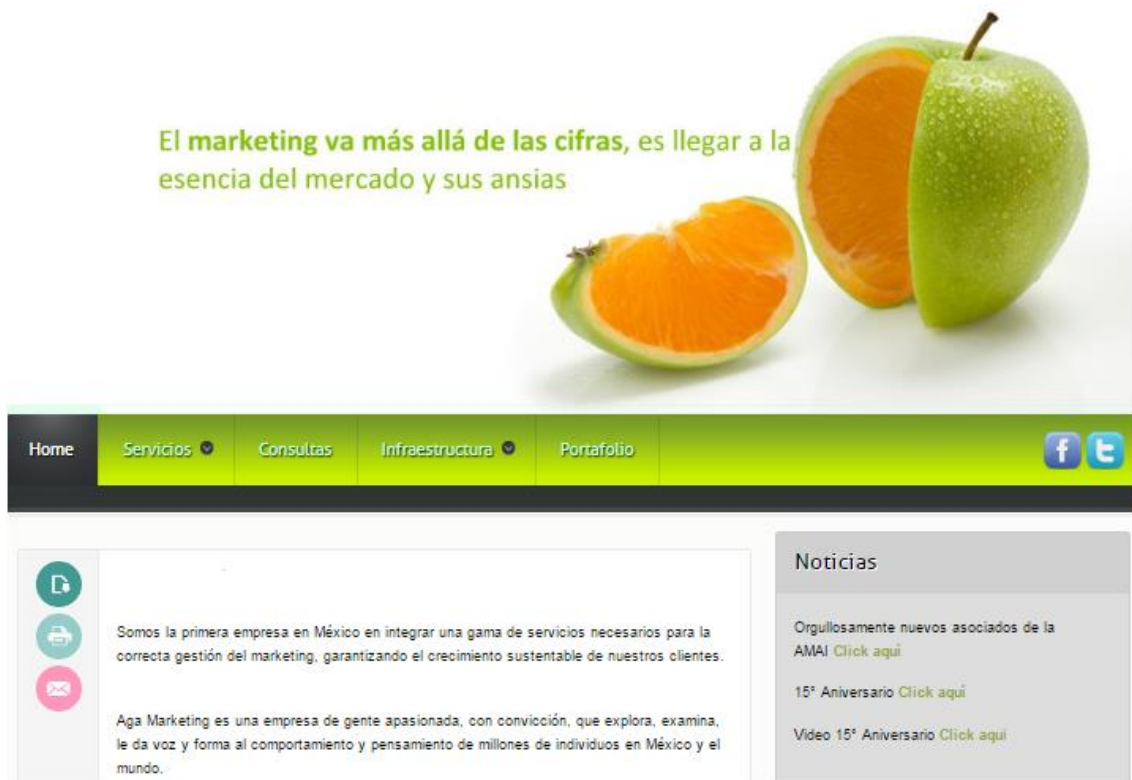 El marketing va más allá de las cifras, es llegar a la
esencia del mercado y sus ansias
Home
Servicios
Consultas
Infraestructura
Portafolio
Somos la primera empresa en México en integrar una gama de servicios necesarios para la
correcta gestión del marketing, garantizando el crecimiento sustentable de nuestros clientes.
Aga Marketing es una empresa de gente apasionada, con convicción, que explora, examina,
le da voz y forma al comportamiento y pensamiento de millones de individuos en México y el
mundo.
Noticias
Orgullosamente nuevos asociados de la
AMAI Click aquí
15° Aniversario Click aquí
Video 15° Aniversario Click aqui